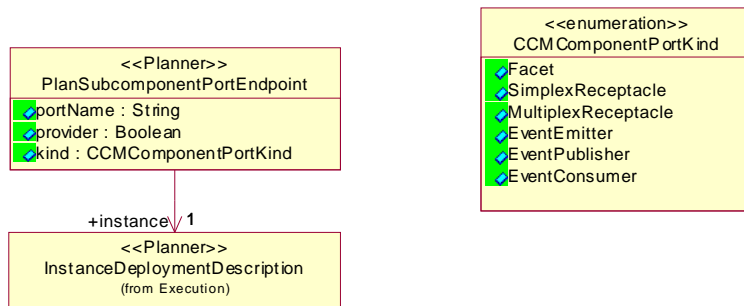 <<Planner>>
PlanSubcomponentPortEndpoint
portName : String
provider : Boolean
kind : CCMComponentPortKind
+instance 1
<<Planner>>
InstanceDeploymentDescription
(from Execution)
<<enumeration>>
CCMComponentPortKind
Facet
SimplexReceptacle
MultiplexReceptacle
EventEmitter
EventPublisher
EventConsumer